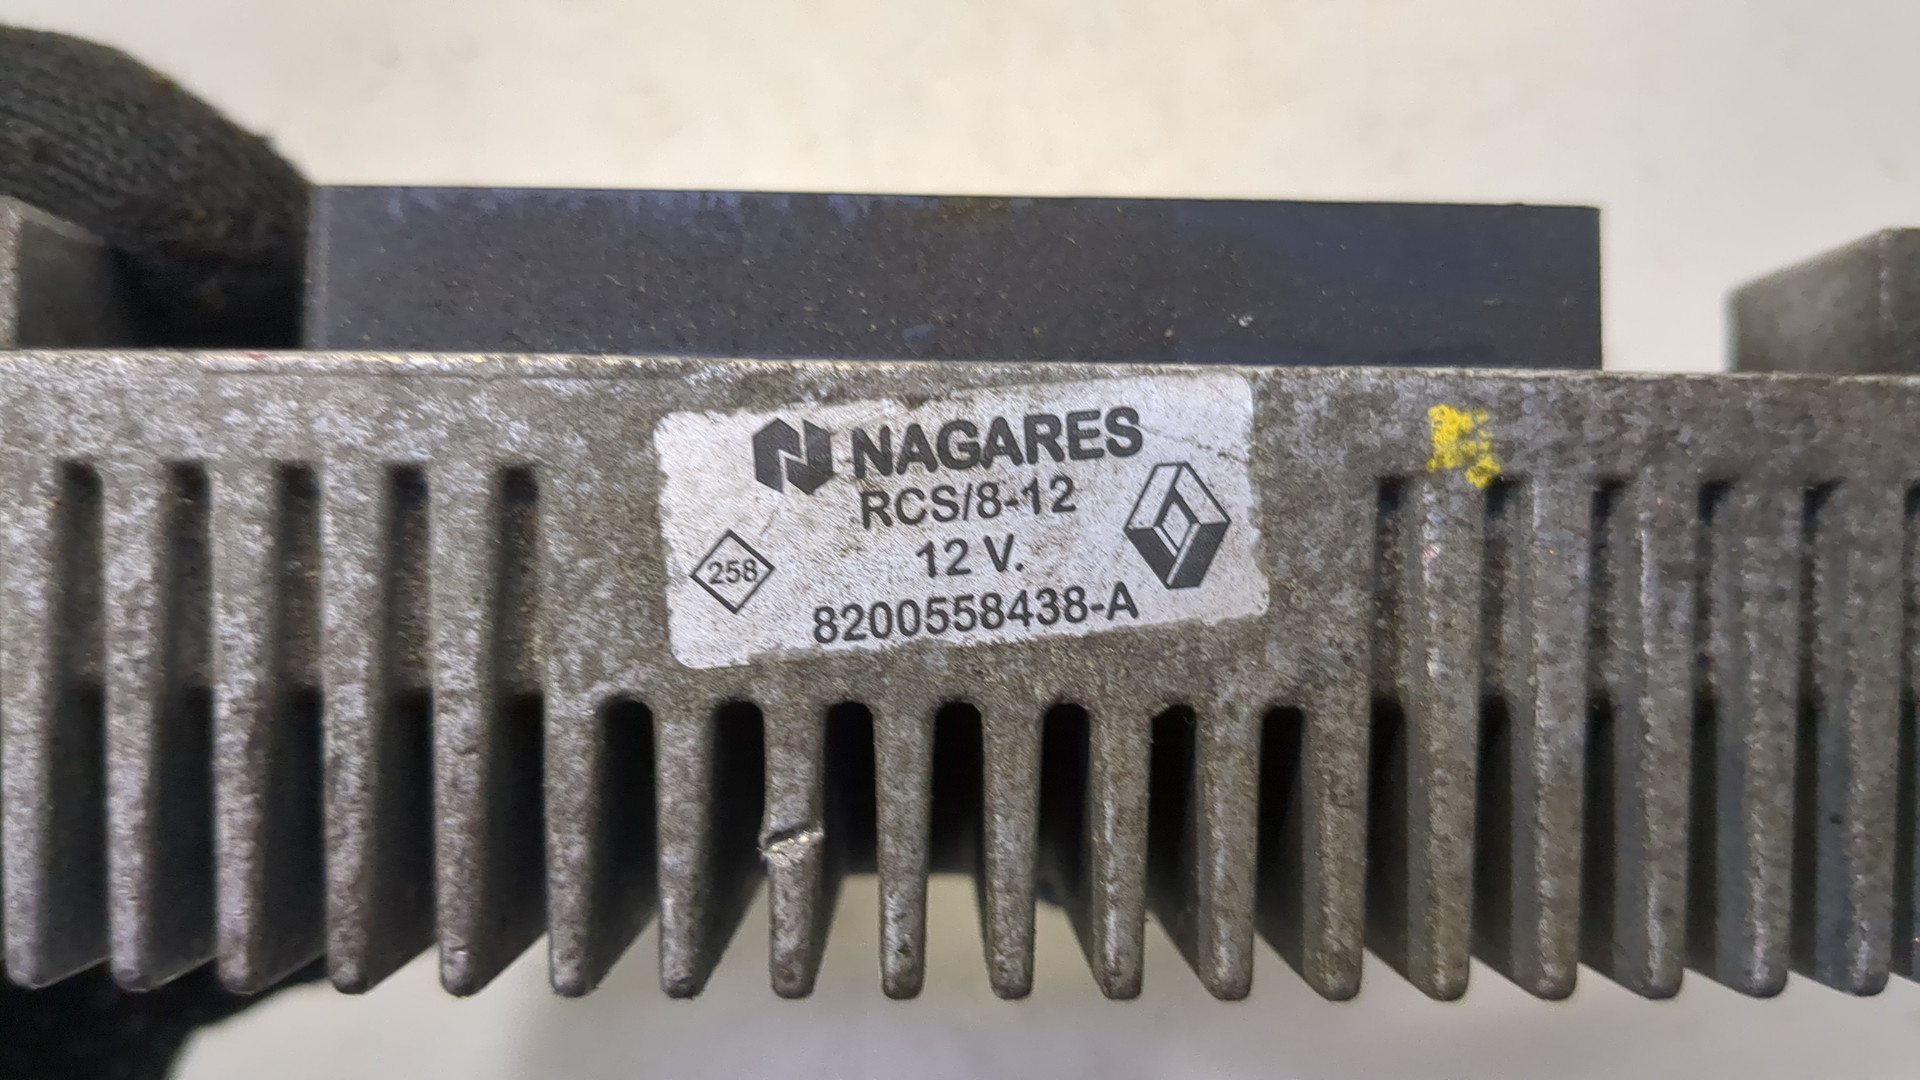 NAGARES
RCS/8-12
12 V.
258
8200558438-A